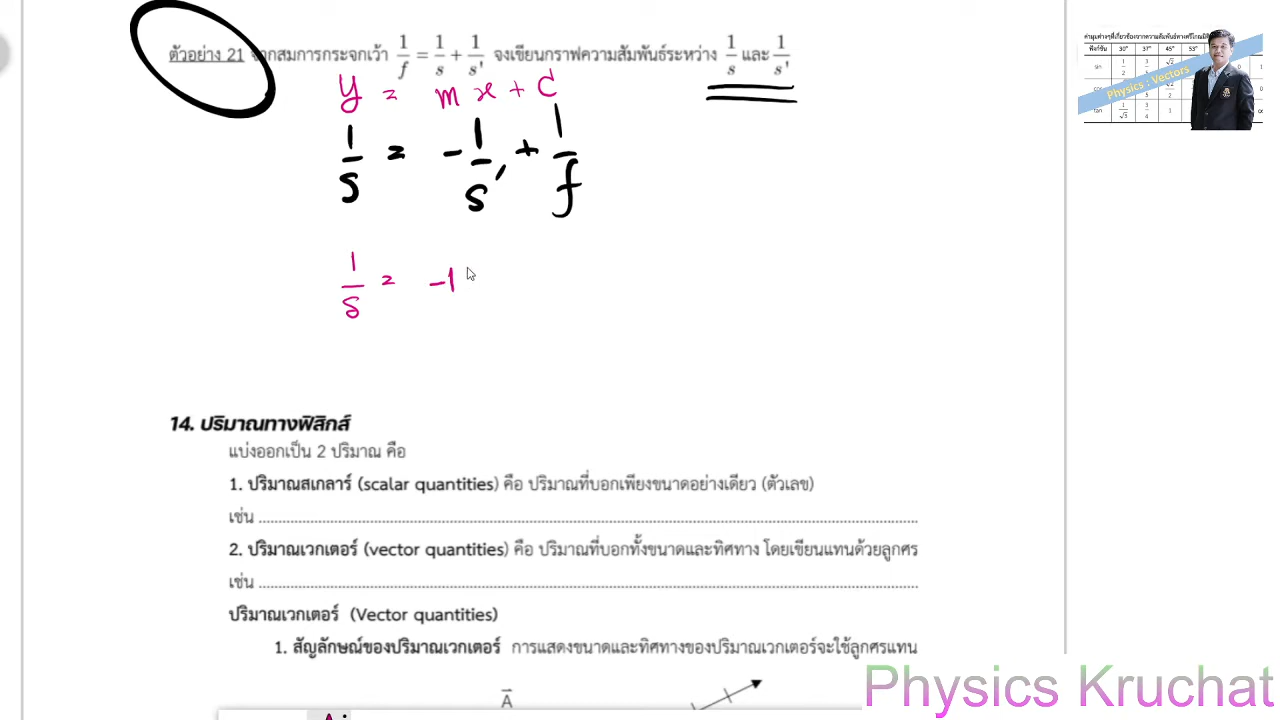 ตัวอย่าง 21 จากสมการกระจกเว้า 1/f = 1/s + 1/s' จงเขียนกราฟความสัมพันธ์ระหว่าง 1/s และ 1/s'
y = m x + c
1/s = -1/s' + 1/f
1/s = -1
14. ปริมาณทางฟิสิกส์
แบ่งออกเป็น 2 ปริมาณ คือ
1. ปริมาณสเกลาร์ (scalar quantities) คือ ปริมาณที่บอกเพียงขนาดอย่างเดียว (ตัวเลข)
เช่น
2. ปริมาณเวกเตอร์ (vector quantities) คือ ปริมาณที่บอกทั้งขนาดและทิศทาง โดยเขียนแทนด้วยลูกศร
เช่น
ปริมาณเวกเตอร์ (Vector quantities)
1. สัญลักษณ์ของปริมาณเวกเตอร์ การแสดงขนาดและทิศทางของปริมาณเวกเตอร์จะใช้ลูกศรแทน
A
ฟังก์ชัน 30° 37° 45° 53°
Physics : Vectors
Physics Kruchat